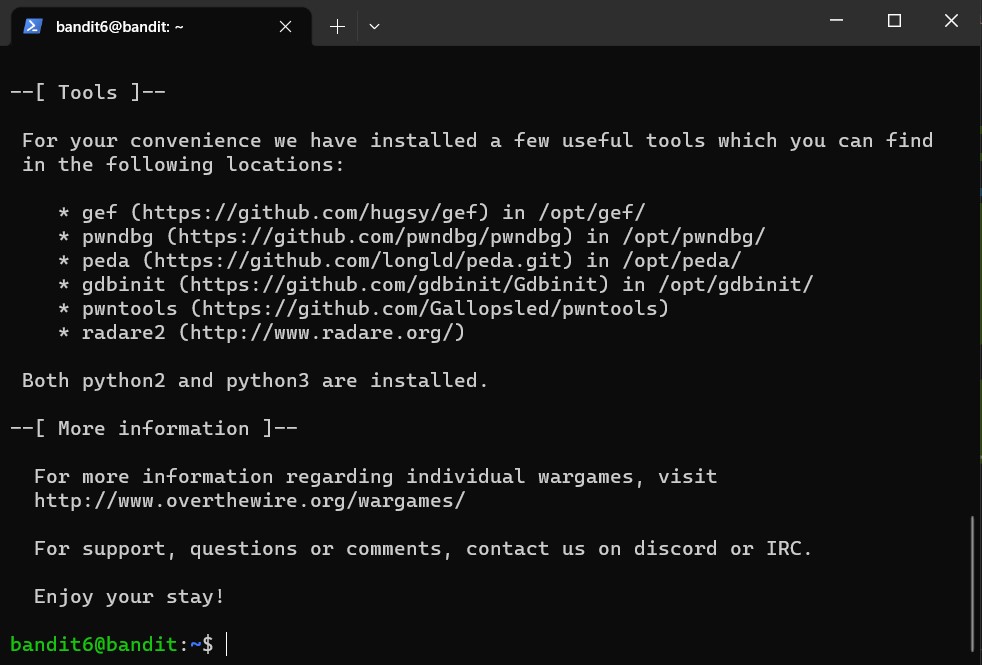 bandit6@bandit: ~
--[ Tools ]--
For your convenience we have installed a few useful tools which you can find
in the following locations:
* gef (https://github.com/hugsy/gef) in /opt/gef/
* pwndbg (https://github.com/pwndbg/pwndbg) in /opt/pwndbg/
* peda (https://github.com/longld/peda.git) in /opt/peda/
* gdbinit (https://github.com/gdbinit/Gdbinit) in /opt/gdbinit/
* pwntools (https://github.com/Gallopsled/pwntools)
* radare2 (http://www.radare.org/)
Both python2 and python3 are installed.
--[ More information ]--
For more information regarding individual wargames, visit
http://www.overthewire.org/wargames/
For support, questions or comments, contact us on discord or IRC.
Enjoy your stay!
bandit6@bandit:~$